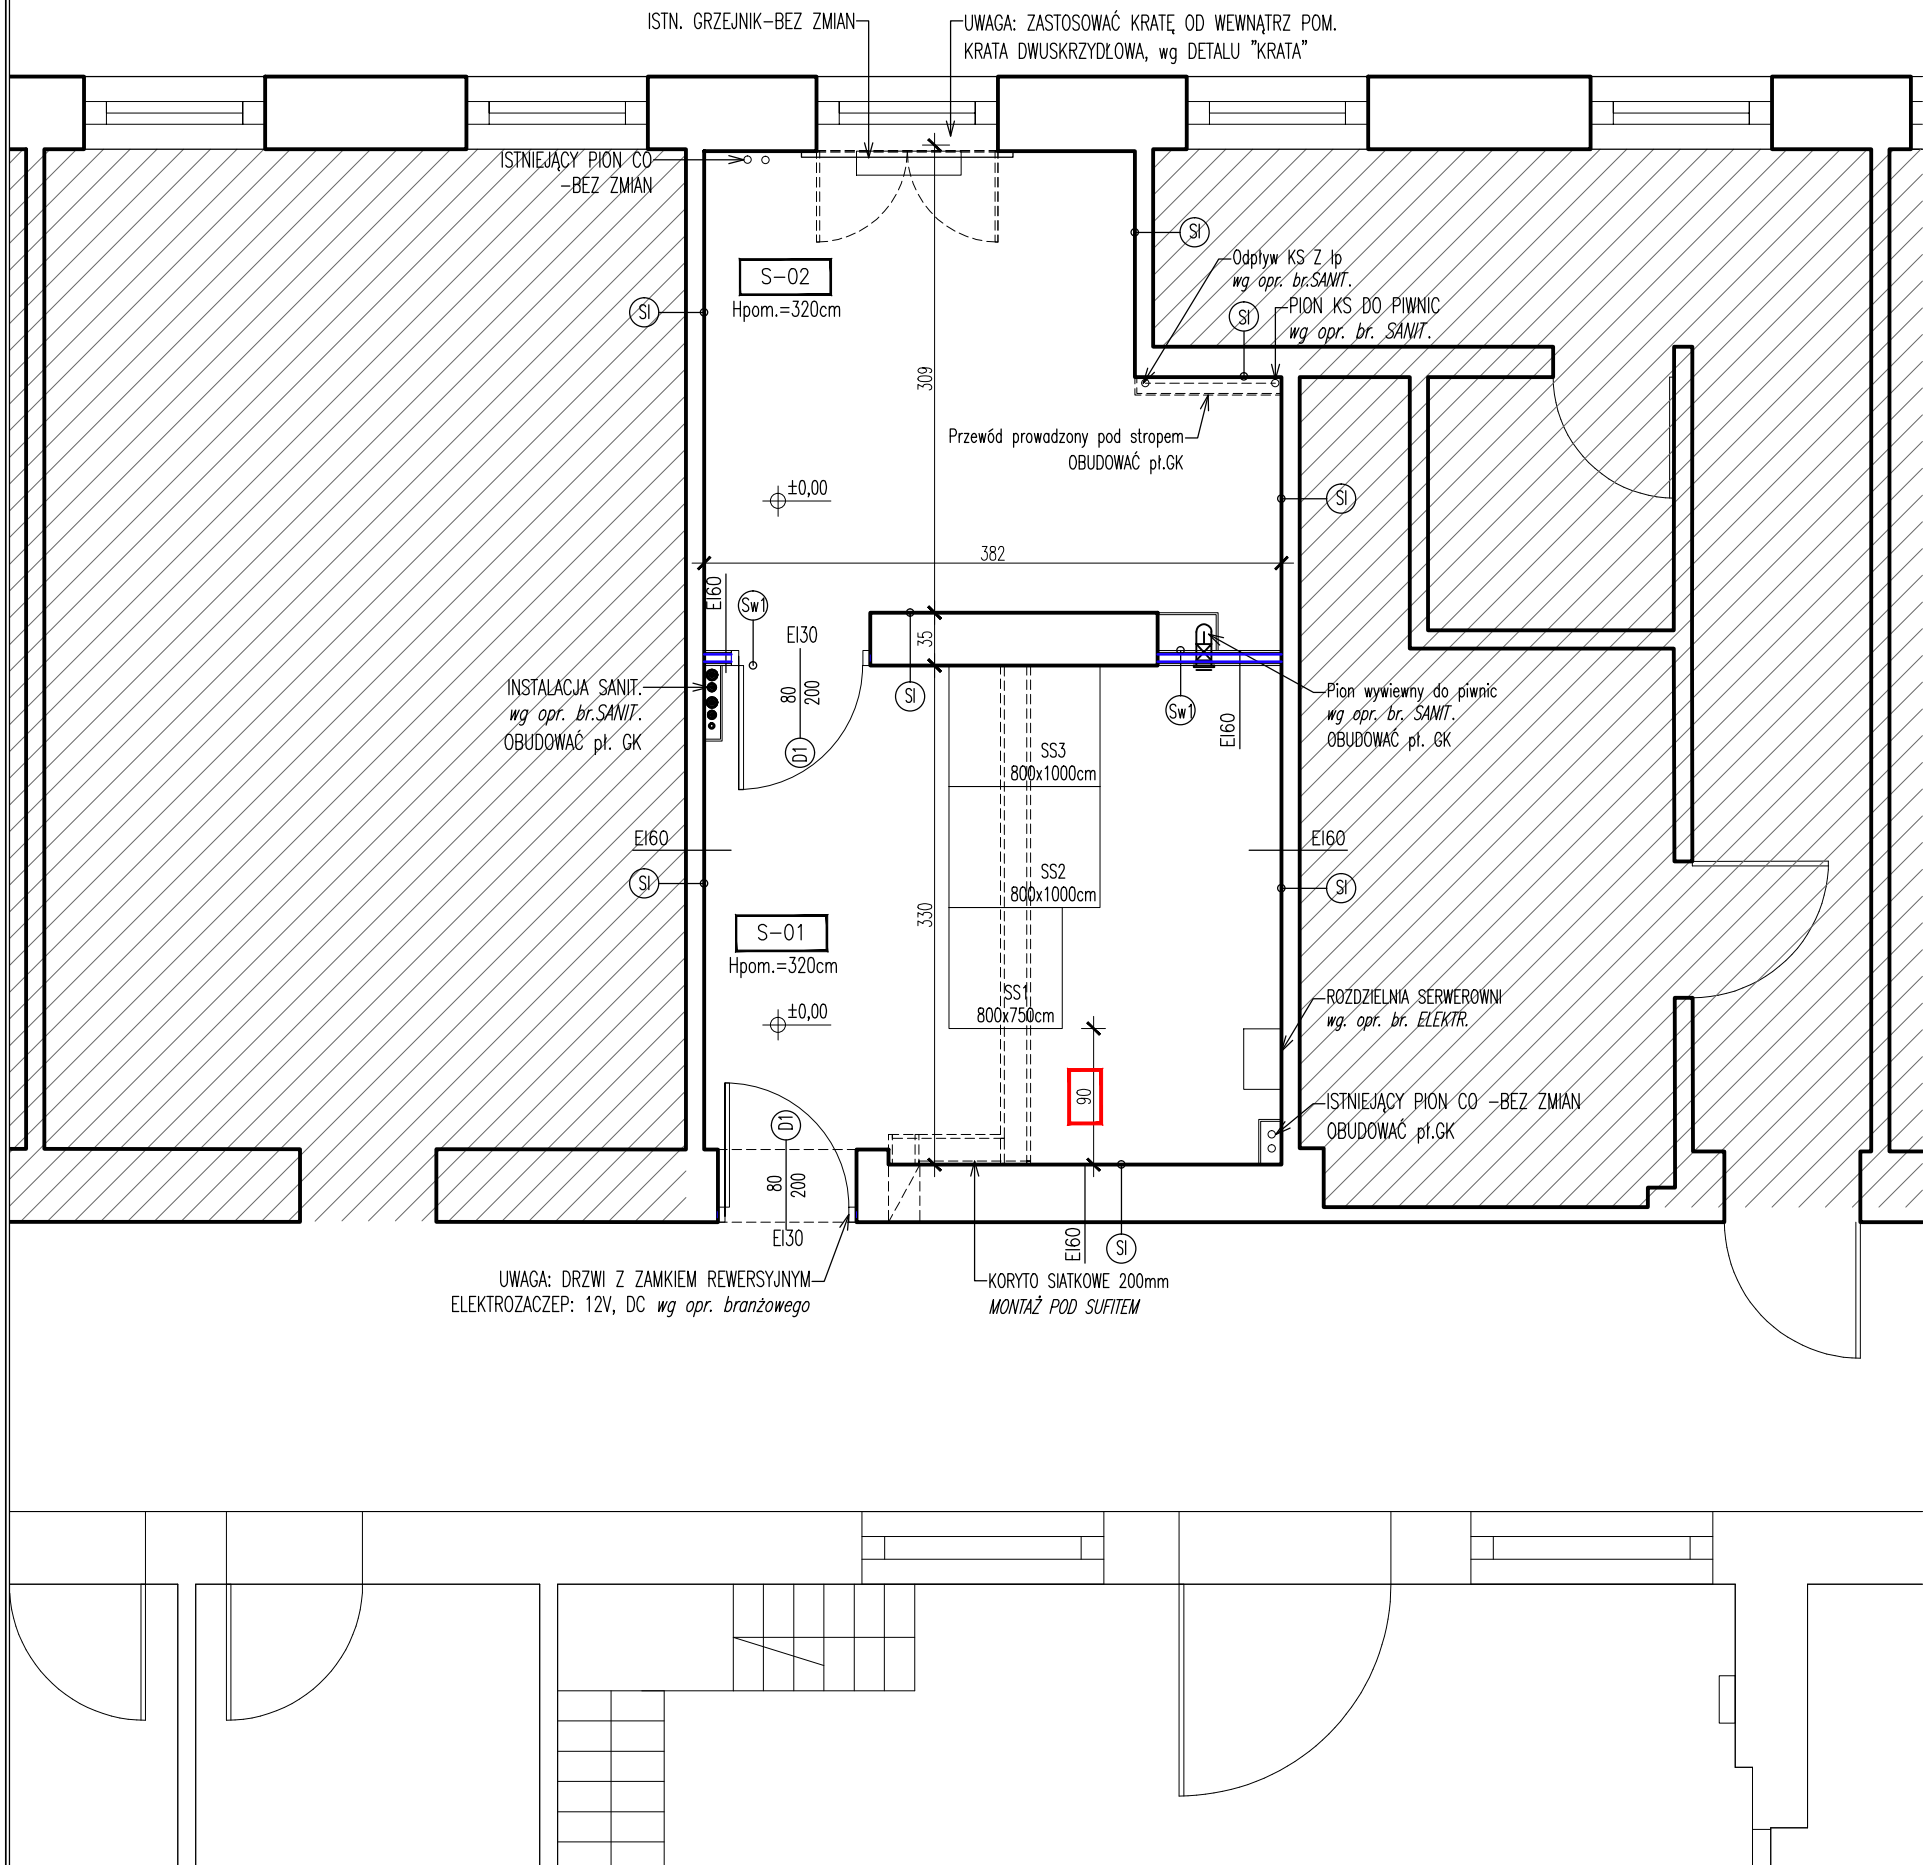 ISTN. GRZEJNIK-BEZ ZMIAN
UWAGA: ZASTOSOWAĆ KRATĘ OD WEWNĄTRZ POM.
KRATA DWUSKRZYDŁOWA, wg DETALU "KRATA"
ISTNIEJĄCY PION CO
-BEZ ZMIAN
SI
S-02
Hpom.=320cm
SI
Odpływ KS Z Ip
wg opr. br.SANIT.
SI
PION KS DO PIWNIC
wg opr. br. SANIT.
309
Przewód prowadzony pod stropem
OBUDOWAĆ pł.GK
±0,00
SI
382
EI60
Sw1
EI30
80
200
D1
35
SI
INSTALACJA SANIT.
wg opr. br.SANIT.
OBUDOWAĆ pł. GK
Sw1
EI60
Pion wywiewny do piwnic
wg opr. br. SANIT.
OBUDOWAĆ pł. GK
SS3
800x1000cm
EI60
EI60
SI
SS2
800x1000cm
SI
330
S-01
Hpom.=320cm
±0,00
SS1
800x750cm
ROZDZIELNIA SERWEROWNI
wg. opr. br. ELEKTR.
90
ISTNIEJĄCY PION CO -BEZ ZMIAN
OBUDOWAĆ pł.GK
D1
80
200
EI30
EI60
SI
UWAGA: DRZWI Z ZAMKIEM REWERSYJNYM
ELEKTROZACZEP: 12V, DC wg opr. branżowego
KORYTO SIATKOWE 200mm
MONTAŻ POD SUFITEM